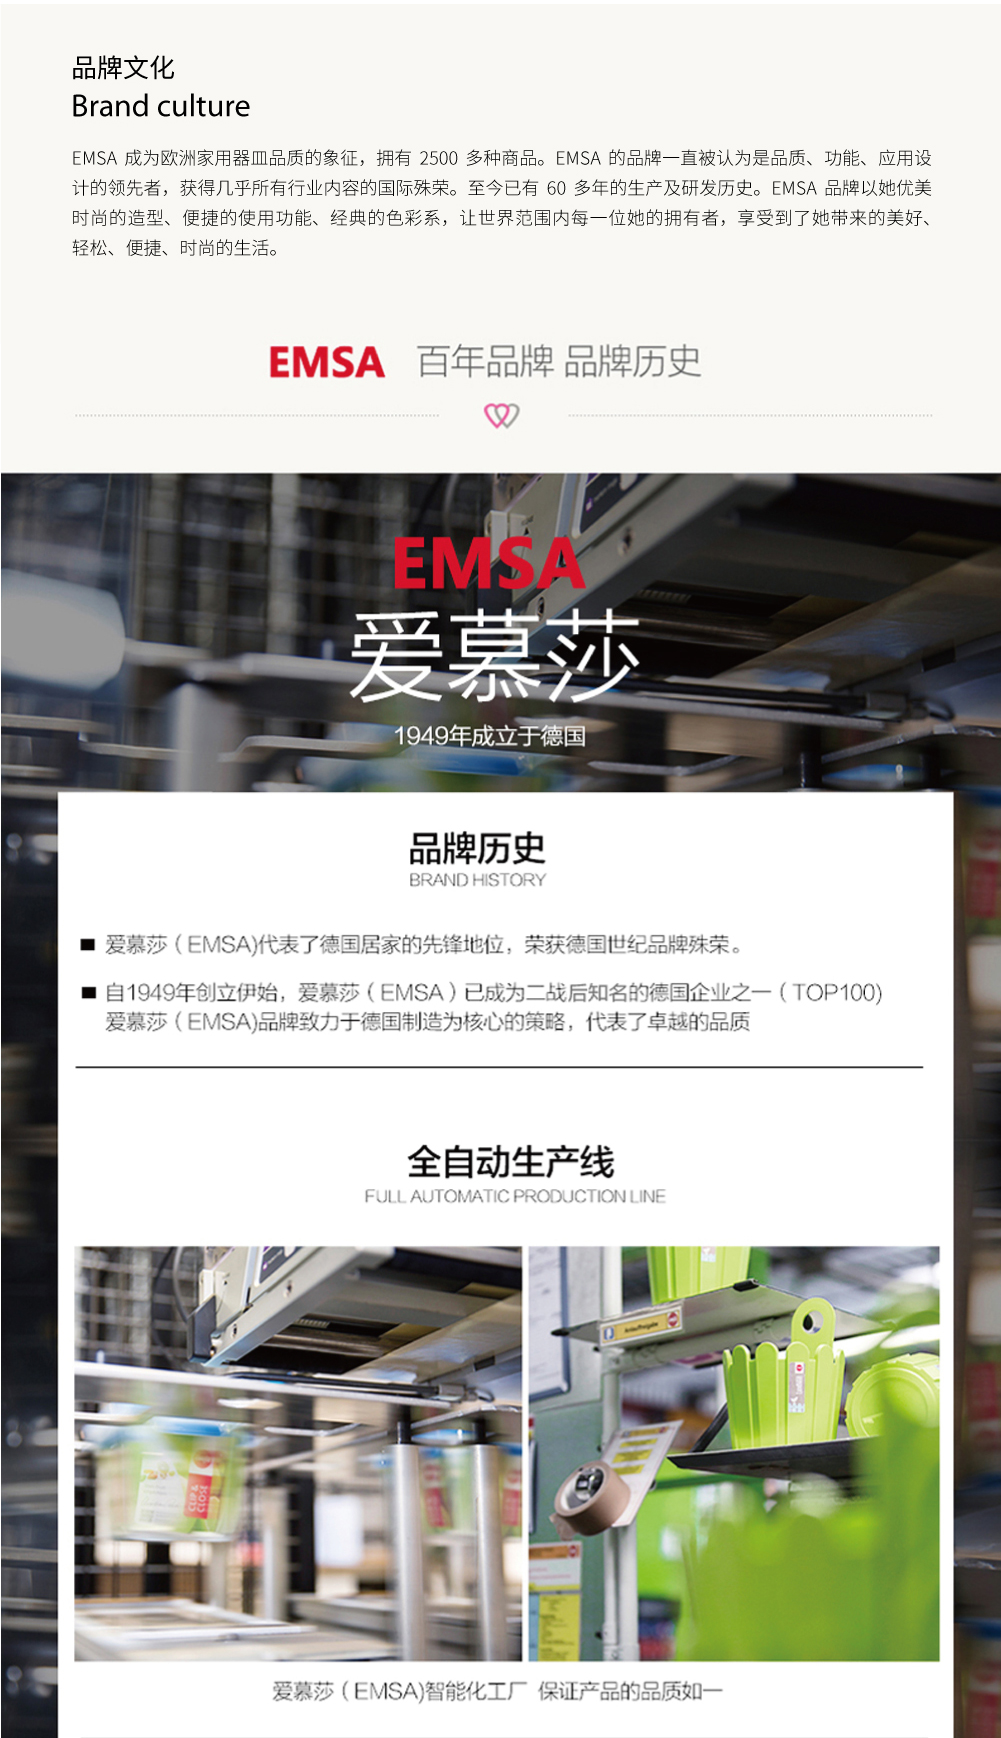 品牌文化
Brand culture
EMSA 成为欧洲家用器皿品质的象征，拥有 2500 多种商品。EMSA 的品牌一直被认为是品质、功能、应用设
计的领先者，获得几乎所有行业内容的国际殊荣。至今已有 60 多年的生产及研发历史。EMSA 品牌以她优美
时尚的造型、便捷的使用功能、经典的色彩系，让世界范围内每一位她的拥有者，享受到了她带来的美好、
轻松、便捷、时尚的生活。
EMSA 百年品牌 品牌历史
EMSA
爱慕莎
1949年成立于德国
品牌历史
BRAND HISTORY
■ 爱慕莎（EMSA)代表了德国居家的先锋地位，荣获德国世纪品牌殊荣。
■ 自1949年创立伊始，爱慕莎（EMSA）已成为二战后知名的德国企业之一（TOP100)
爱慕莎（EMSA)品牌致力于德国制造为核心的策略，代表了卓越的品质
全自动生产线
FULL AUTOMATIC PRODUCTION LINE
CLIP &
CLOSE
爱慕莎（EMSA)智能化工厂 保证产品的品质如一